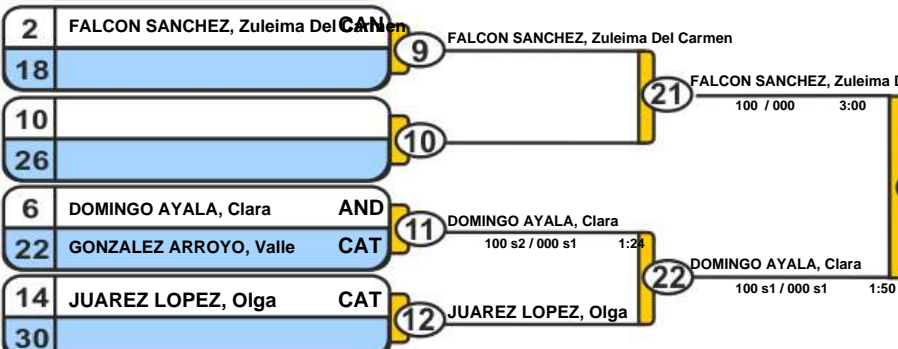 2 FALCON SANCHEZ, Zuleima Del Carmen CAN
18
9 FALCON SANCHEZ, Zuleima Del Carmen
21 FALCON SANCHEZ, Zuleima D
100 / 000 3:00
10
26
10
6 DOMINGO AYALA, Clara AND
22 GONZALEZ ARROYO, Valle CAT
11 DOMINGO AYALA, Clara
100 s2 / 000 s1 1:24
22 DOMINGO AYALA, Clara
100 s1 / 000 s1 1:50
14 JUAREZ LOPEZ, Olga CAT
30
12 JUAREZ LOPEZ, Olga